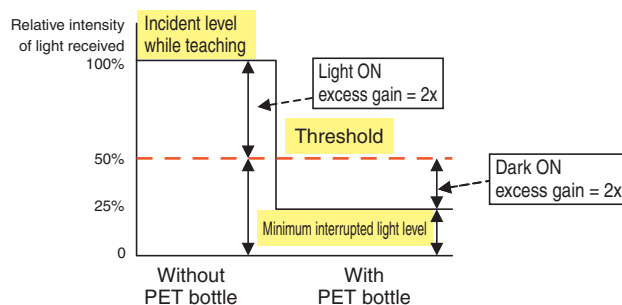 Relative intensity
of light received
Incident level
while teaching
100%
Light ON
excess gain = 2x
Threshold
50%
Dark ON
excess gain = 2x
25%
Minimum interrupted light level
0
Without
PET bottle
With
PET bottle